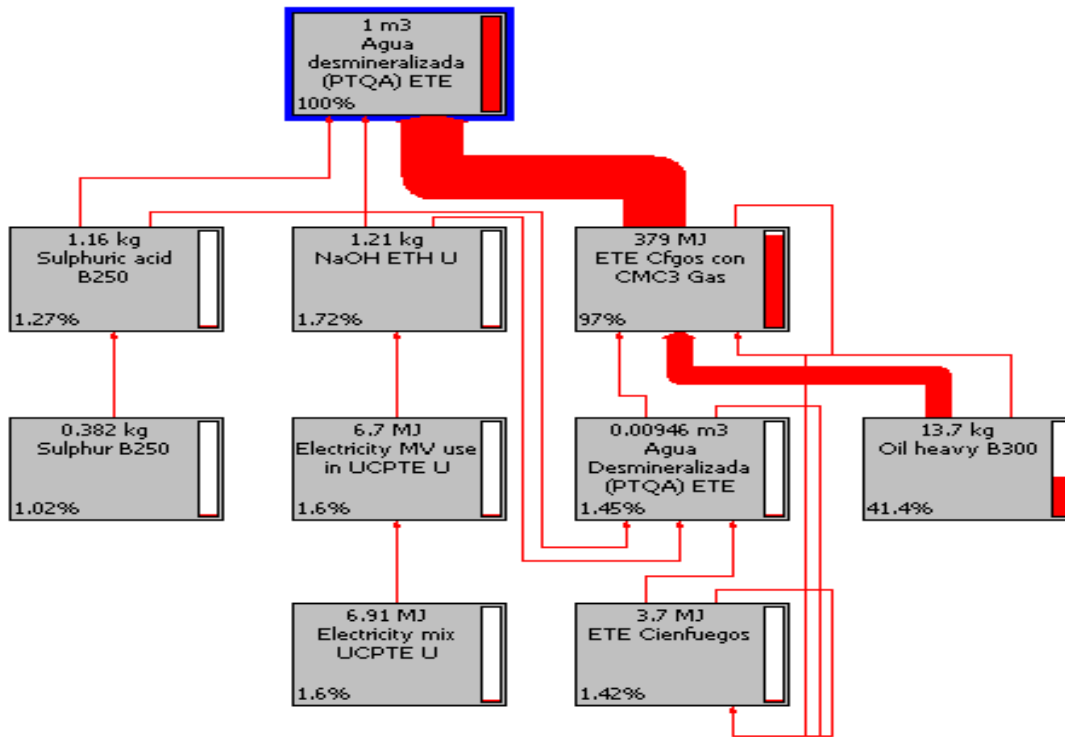 1 m3
Agua
desmineralizada
(PTQA) ETE
100%
1.16 kg
Sulphuric acid
B250
1.27%
1.21 kg
NaOH ETH U
1.72%
379 MJ
ETE Cfgos con
CMC3 Gas
97%
0.382 kg
Sulphur B250
1.02%
6.7 MJ
Electricity MV use
in UCPTE U
1.6%
0.00946 m3
Agua
Desmineralizada
(PTQA) ETE
1.45%
13.7 kg
Oil heavy B300
41.4%
6.91 MJ
Electricity mix
UCPTE U
1.6%
3.7 MJ
ETE Cienfuegos
1.42%